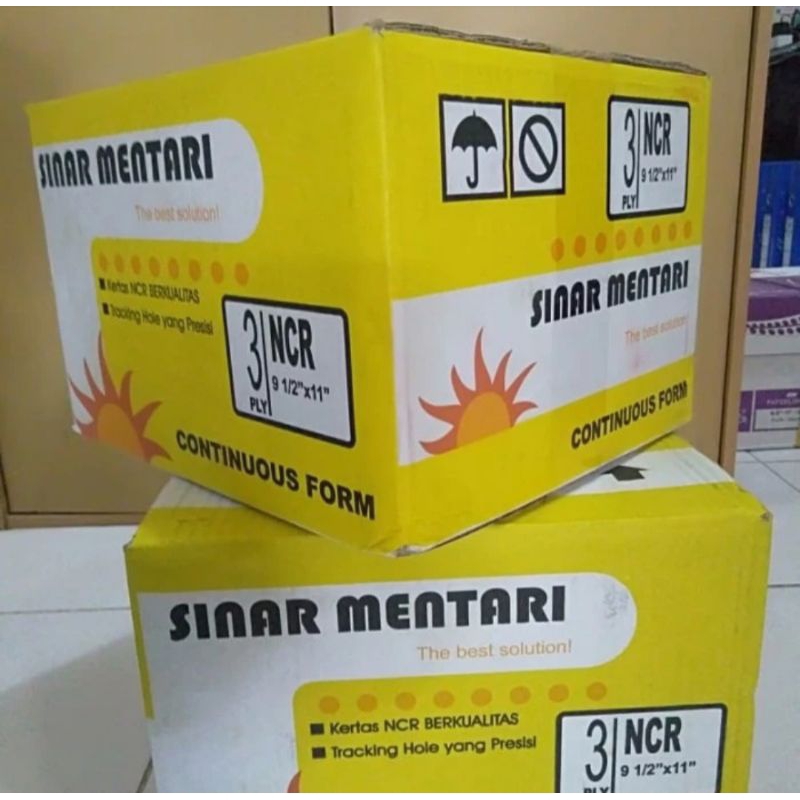 SINAR MENTARI
The best solution!
Kertas NCR BERKUALITAS
Tracking Hole yang Presisi
3 PLY
NCR
9 1/2"x11"
CONTINUOUS FORM
3 PLY
NCR
9 1/2"x11"
SINAR MENTARI
The best solution!
CONTINUOUS FORM
SINAR MENTARI
The best solution!
Kertas NCR BERKUALITAS
Tracking Hole yang Presisi
3 PLY
NCR
9 1/2"x11"